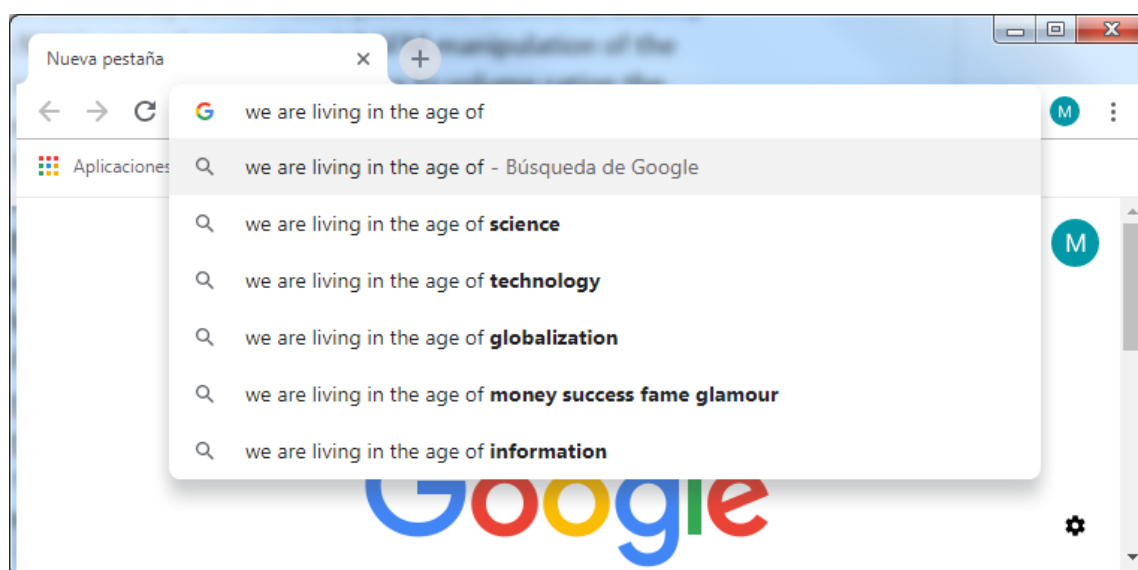 manipulation of the
Nueva pestaña
we are living in the age of
M
Aplicaciones
we are living in the age of - Búsqueda de Google
we are living in the age of science
M
we are living in the age of technology
we are living in the age of globalization
we are living in the age of money success fame glamour
we are living in the age of information
Google